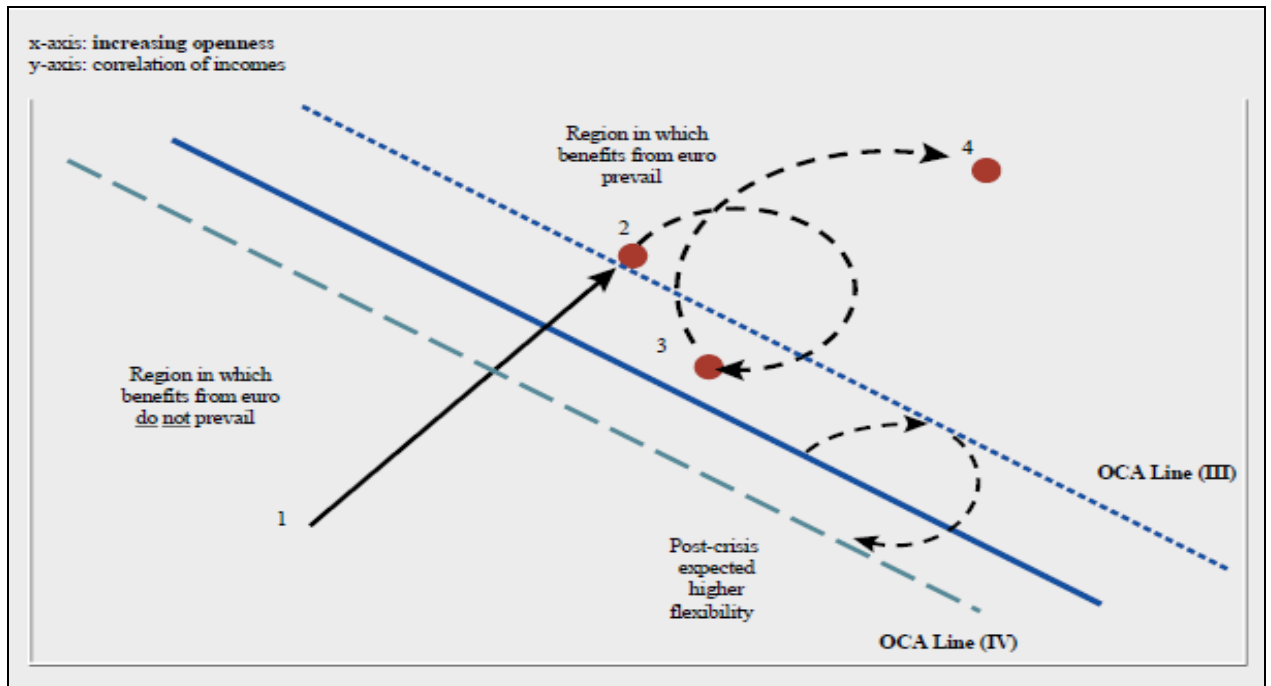 x-axis: increasing openness
y-axis: correlation of incomes
Region in which
benefits from euro
prevail
4
2
3
Region in which
benefits from euro
do not prevail
OCA Line (III)
1
Post-crisis
expected
higher
flexibility
OCA Line (IV)